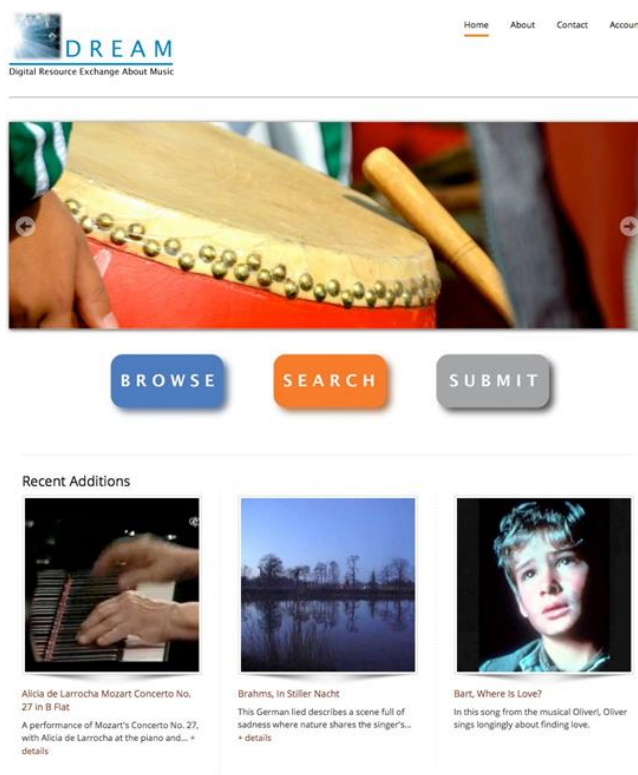 DREAM
Digital Resource Exchange About Music
Home About Contact Accoun
BROWSE
SEARCH
SUBMIT
Recent Additions
Alicia de Larrocha Mozart Concerto No.
27 in B Flat
A performance of Mozart's Concerto No. 27,
with Alicia de Larrocha at the piano and... +
details
Brahms, In Stiller Nacht
This German lied describes a scene full of
sadness where nature shares the singer's...
+ details
Bart, Where Is Love?
In this song from the musical Oliver!, Oliver
sings longingly about finding love.